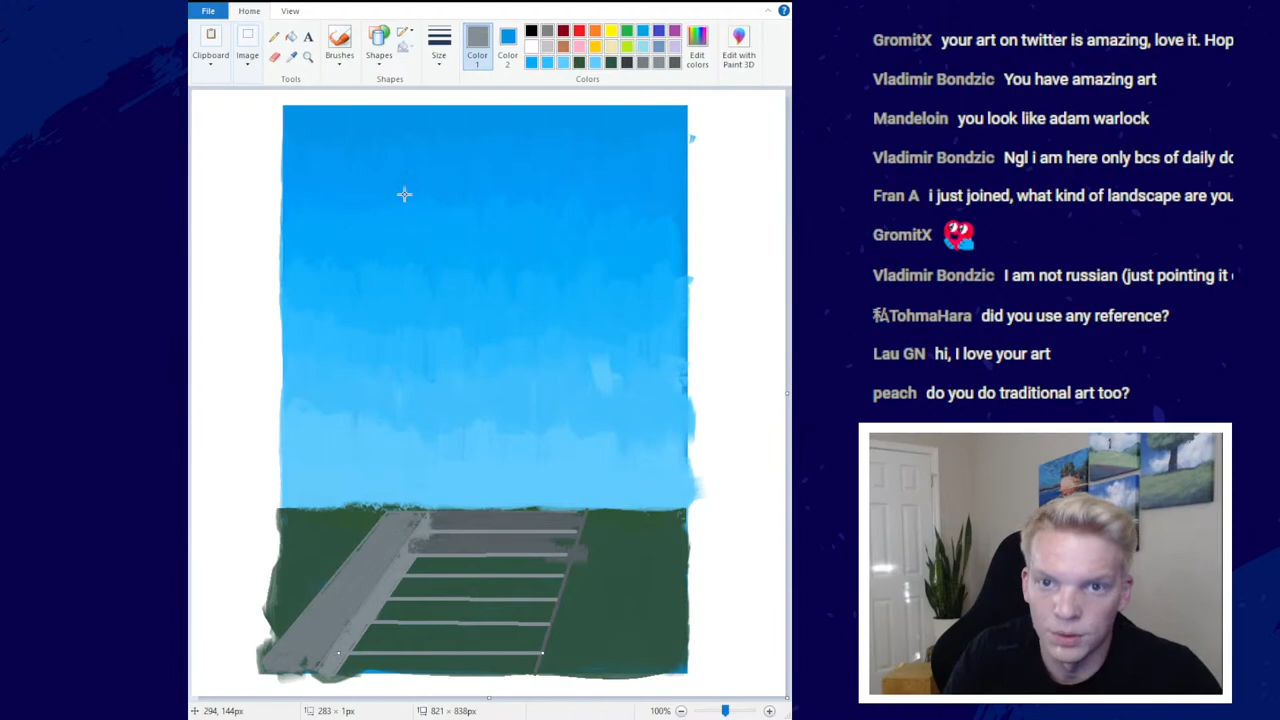 File
Home
View
Clipboard
Image
Tools
Brushes
Shapes
Shapes
Size
Color
1
Color
2
Edit
colors
Colors
Edit with
Paint 3D
294, 144px
283 × 1px
821 × 838px
100%
GromitX your art on twitter is amazing, love it. Hop
Vladimir Bondzic You have amazing art
Mandeloin you look like adam warlock
Vladimir Bondzic Ngl i am here only bcs of daily do
Fran A i just joined, what kind of landscape are you
GromitX
Vladimir Bondzic I am not russian (just pointing it
私TohmaHara did you use any reference?
Lau GN hi, I love your art
peach do you do traditional art too?